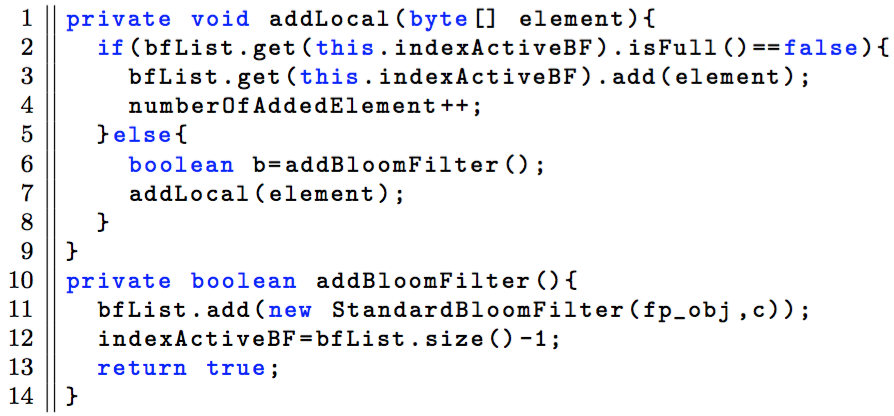 1 private void addLocal(byte[] element){
2 if(bfList.get(this.indexActiveBF).isFull()==false){
3 bfList.get(this.indexActiveBF).add(element);
4 numberOfAddedElement++;
5 }else{
6 boolean b=addBloomFilter();
7 addLocal(element);
8 }
9 }
10 private boolean addBloomFilter(){
11 bfList.add(new StandardBloomFilter(fp_obj,c));
12 indexActiveBF=bfList.size()-1;
13 return true;
14 }